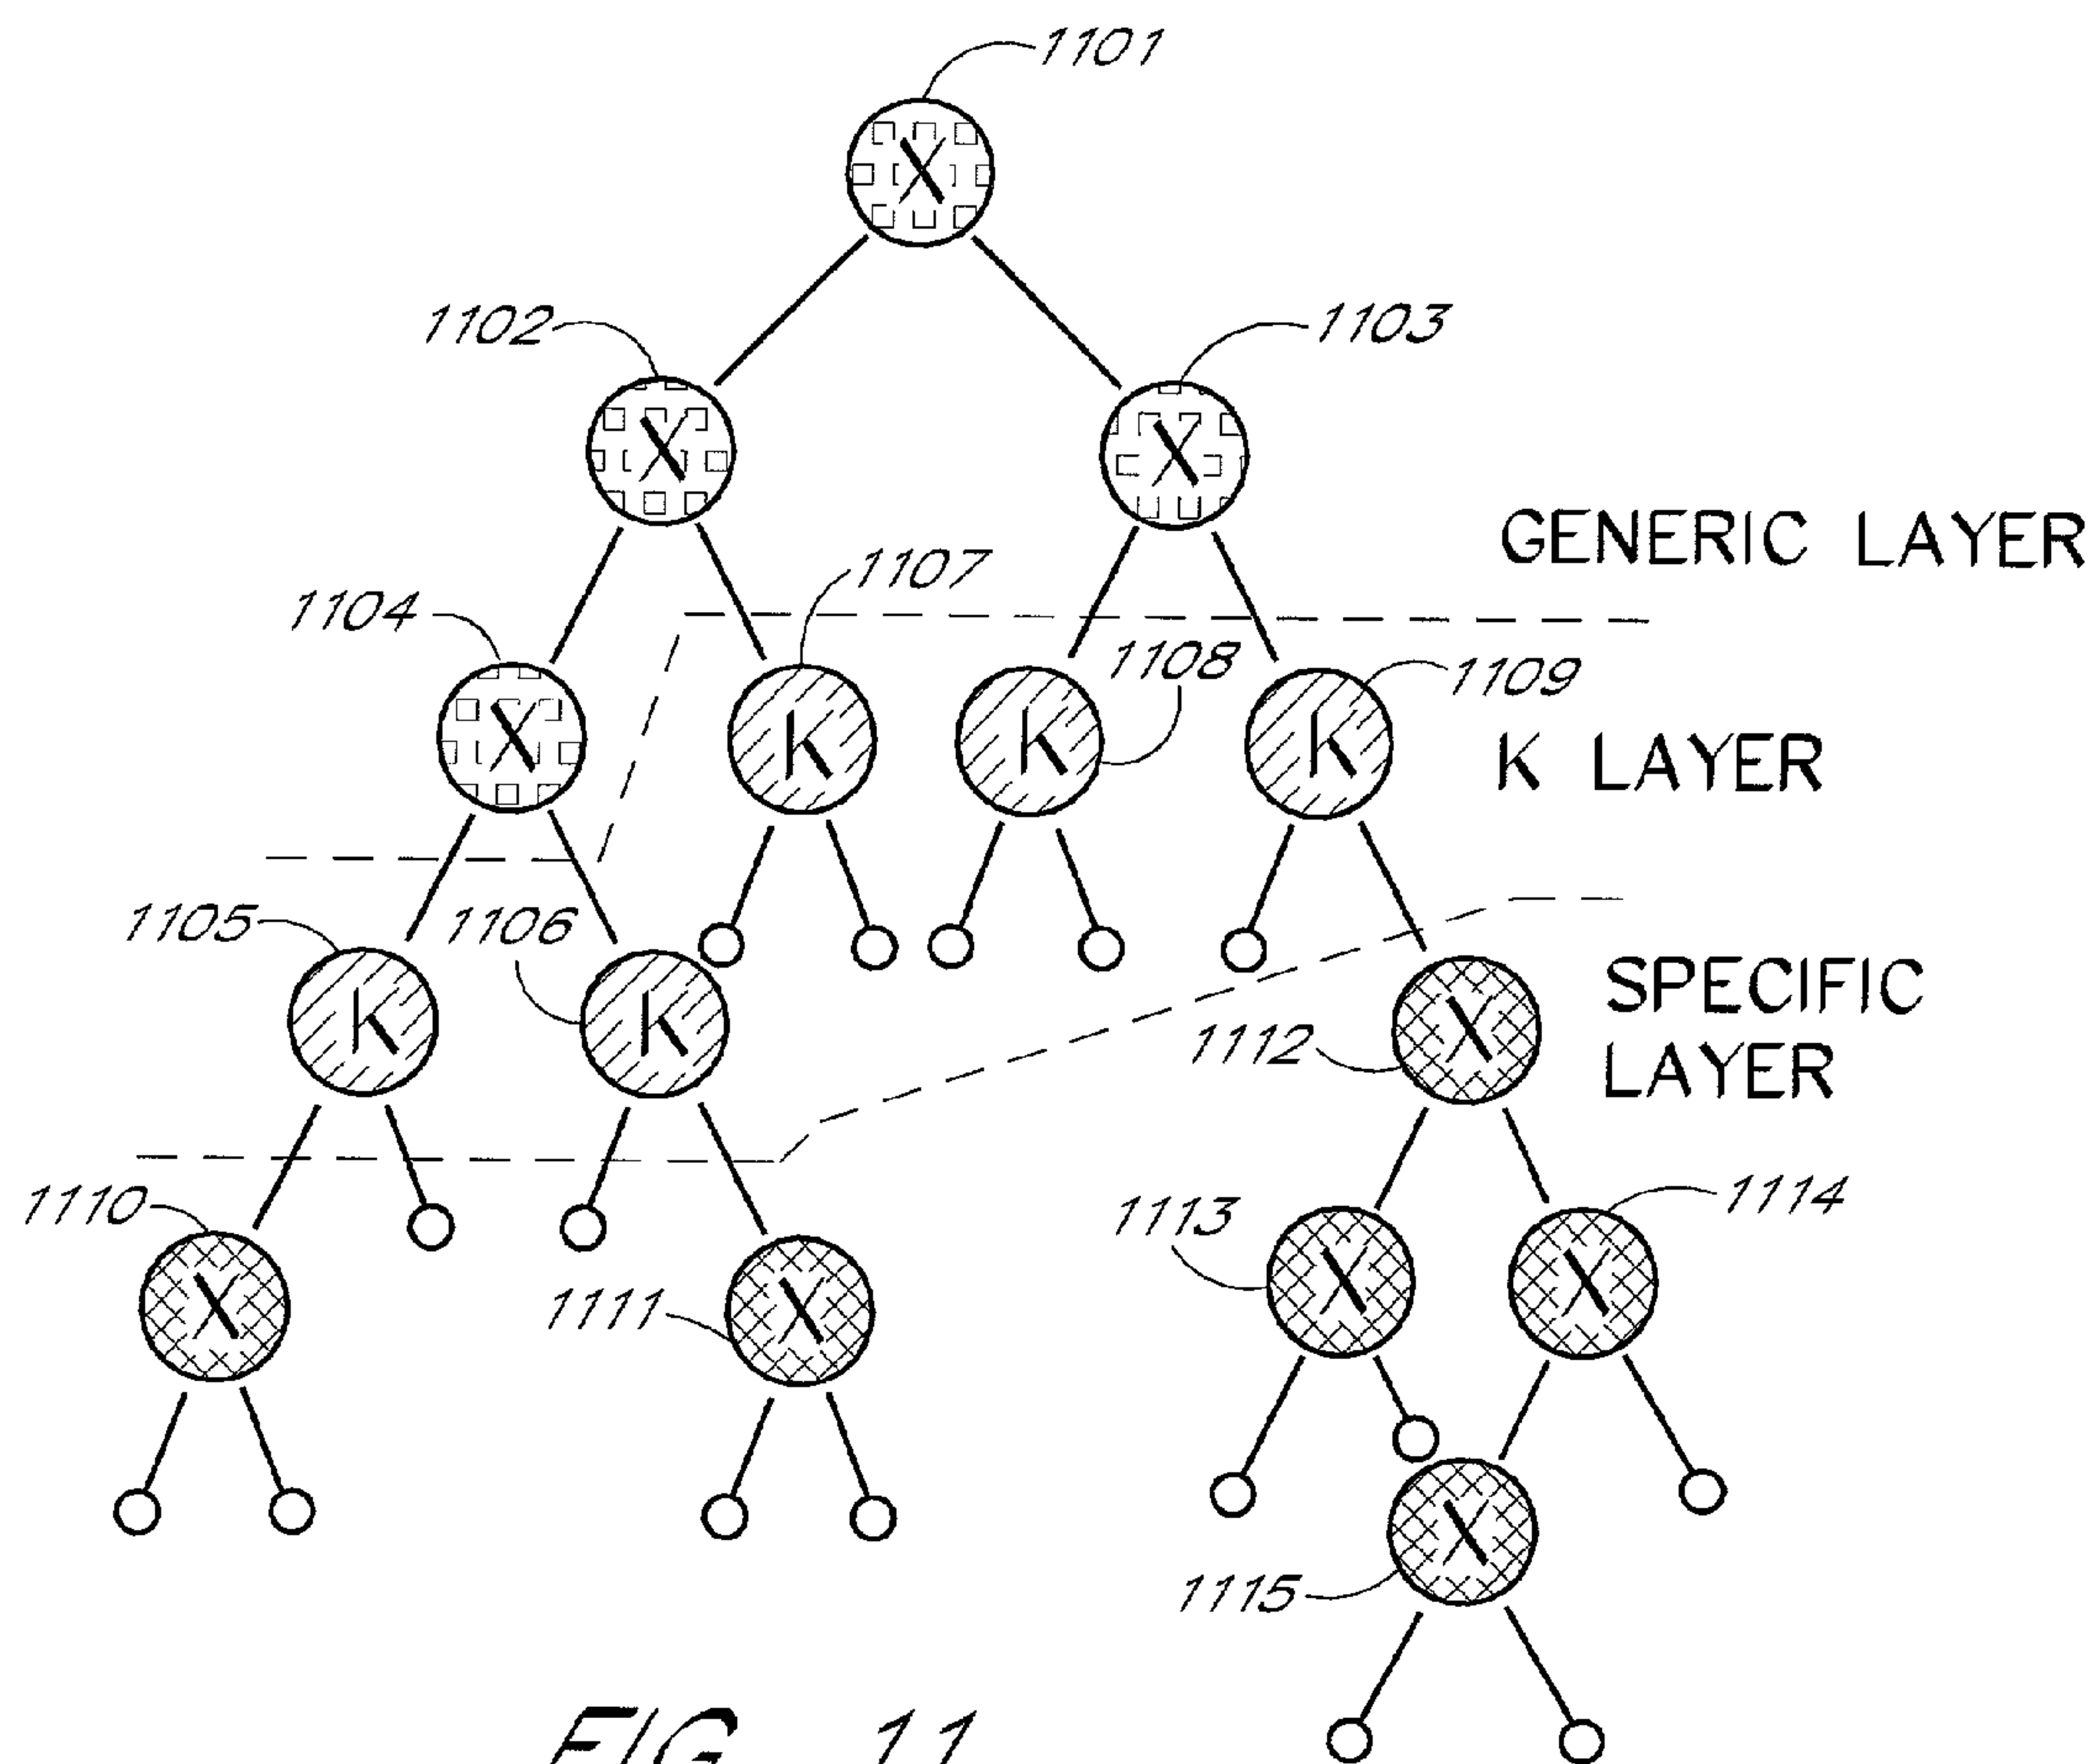 1101
X
1102
1103
X
X
GENERIC LAYER
1107
1104
1108
1109
X
K
K
K
K LAYER
1105
1106
SPECIFIC
LAYER
K
K
1112
X
1110
1113
1114
X
1111
X
X
X
1115
X
FIG. 11